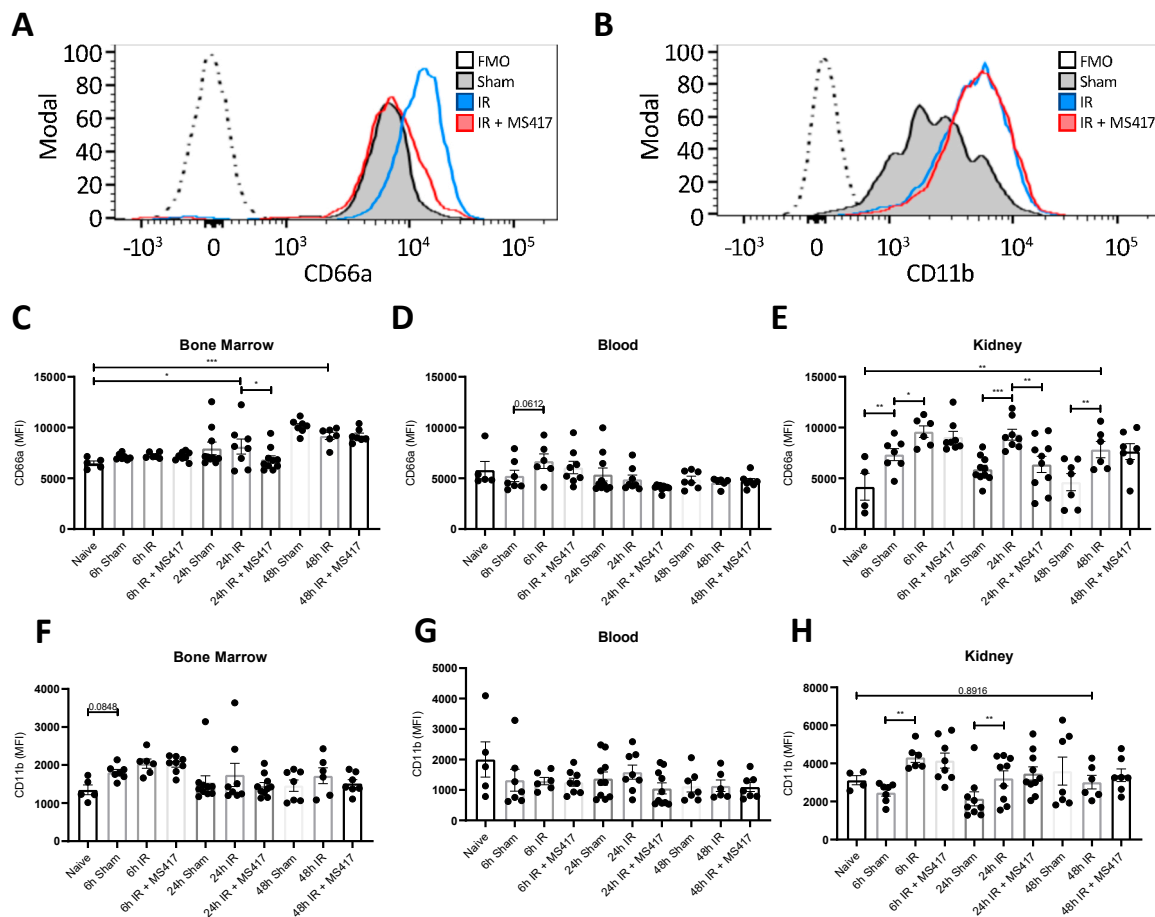 A
B
100
80
60
40
20
0
Modal
FMO
Sham
IR
IR + MS417
-10³
0
10³
10⁴
10⁵
CD66a
100
80
60
40
20
0
Modal
FMO
Sham
IR
IR + MS417
-10³
0
10³
10⁴
10⁵
CD11b
C
Bone Marrow
***
*
*
15000
10000
5000
0
CD66a (MFI)
Naive
6h Sham
6h IR
6h IR + MS417
24h Sham
24h IR
24h IR + MS417
48h Sham
48h IR
48h IR + MS417
D
Blood
0.0612
15000
10000
5000
0
CD66a (MFI)
Naive
6h Sham
6h IR
6h IR + MS417
24h Sham
24h IR
24h IR + MS417
48h Sham
48h IR
48h IR + MS417
E
Kidney
**
**
*
***
**
**
15000
10000
5000
0
CD66a (MFI)
Naive
6h Sham
6h IR
6h IR + MS417
24h Sham
24h IR
24h IR + MS417
48h Sham
48h IR
48h IR + MS417
F
Bone Marrow
0.0848
4000
3000
2000
1000
0
CD11b (MFI)
Naive
6h Sham
6h IR
6h IR + MS417
24h Sham
24h IR
24h IR + MS417
48h Sham
48h IR
48h IR + MS417
G
Blood
5000
4000
3000
2000
1000
0
CD11b (MFI)
Naive
6h Sham
6h IR
6h IR + MS417
24h Sham
24h IR
24h IR + MS417
48h Sham
48h IR
48h IR + MS417
H
Kidney
0.8916
**
**
8000
6000
4000
2000
0
CD11b (MFI)
Naive
6h Sham
6h IR
6h IR + MS417
24h Sham
24h IR
24h IR + MS417
48h Sham
48h IR
48h IR + MS417